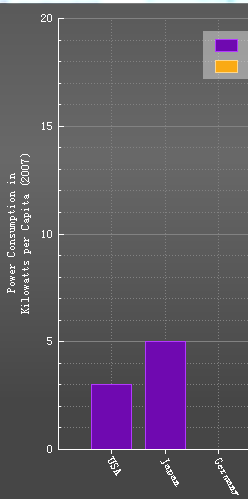 20
15
10
5
0
Power Consumption in
Kilowatts per Capita (2007)
USA
Japan
Germany